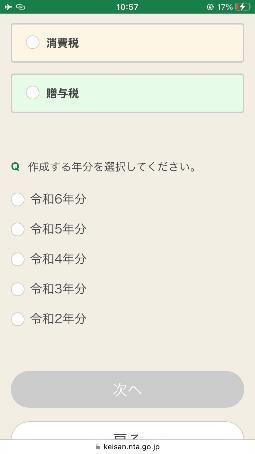 10:57
17%
消費税
贈与税
Q 作成する年分を選択してください。
令和6年分
令和5年分
令和4年分
令和3年分
令和2年分
次へ
戻る
keisan.nta.go.jp